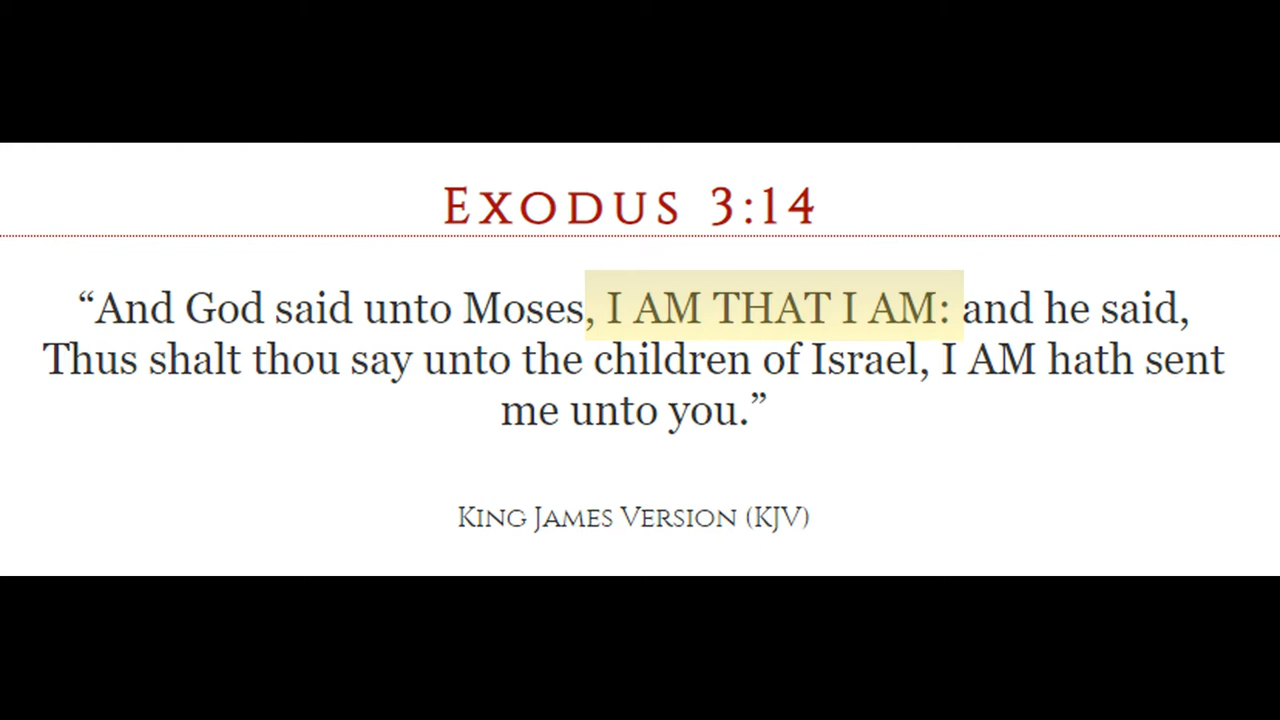 Exodus 3:14
“And God said unto Moses, I AM THAT I AM: and he said,
Thus shalt thou say unto the children of Israel, I AM hath sent
me unto you.”
King James Version (KJV)